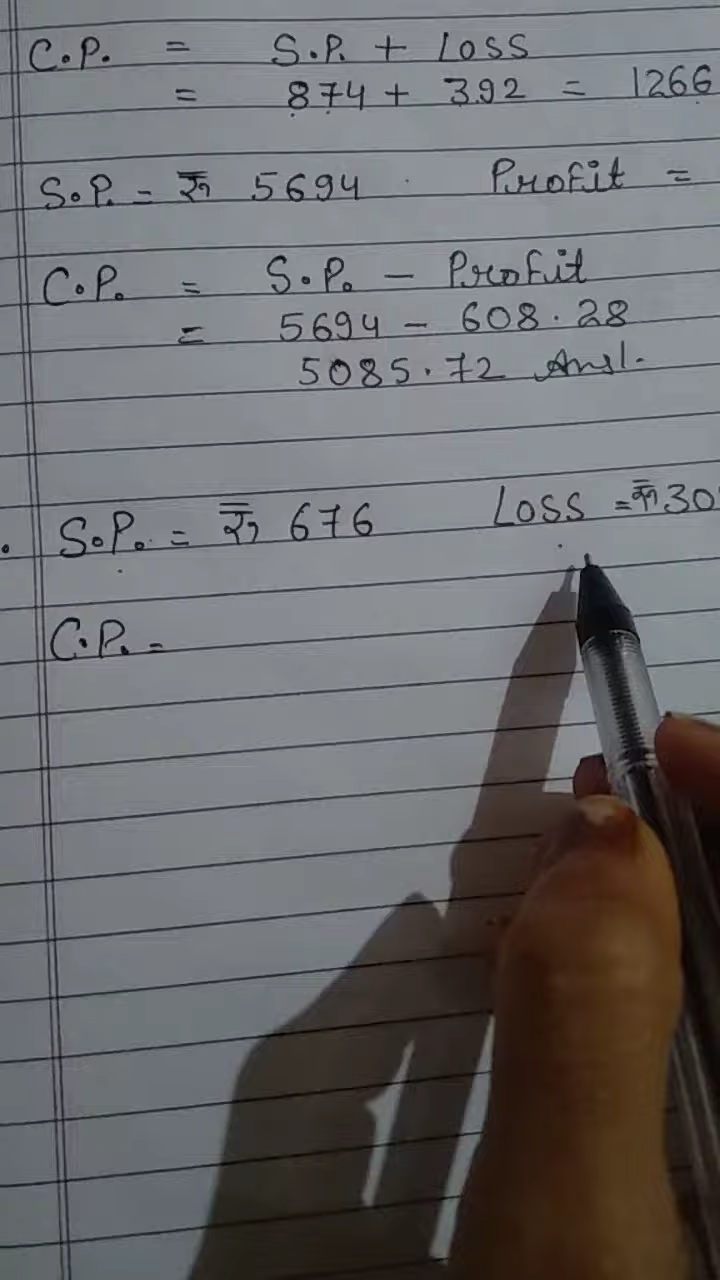 C.P. = S.P. + Loss
= 874 + 392 = 1266
S.P. = ₹ 5694 Profit =
C.P. = S.P. - Profit
= 5694 - 608.28
5085.72 Ans.
S.P. = ₹ 676 Loss = ₹ 30
C.P. =